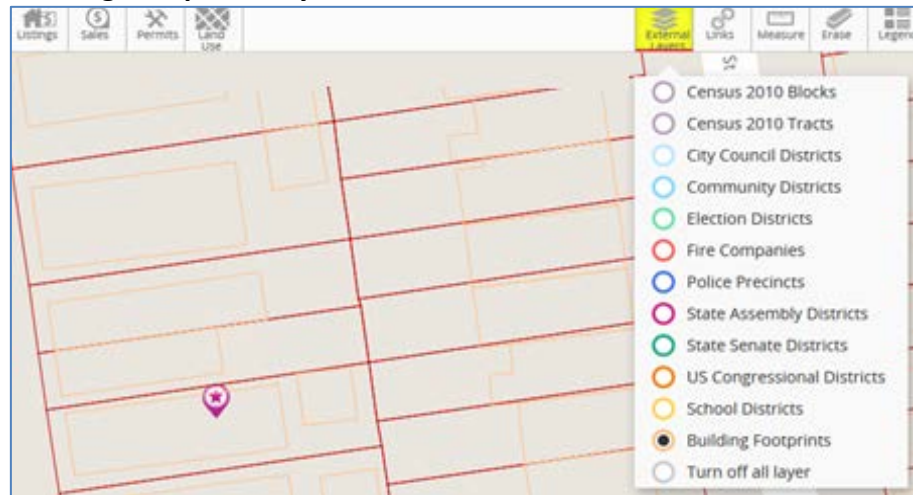 Listings
Sales
Permits
Land Use
External Layers
Links
Measure
Erase
Legend
St
Census 2010 Blocks
Census 2010 Tracts
City Council Districts
Community Districts
Election Districts
Fire Companies
Police Precincts
State Assembly Districts
State Senate Districts
US Congressional Districts
School Districts
Building Footprints
Turn off all layer